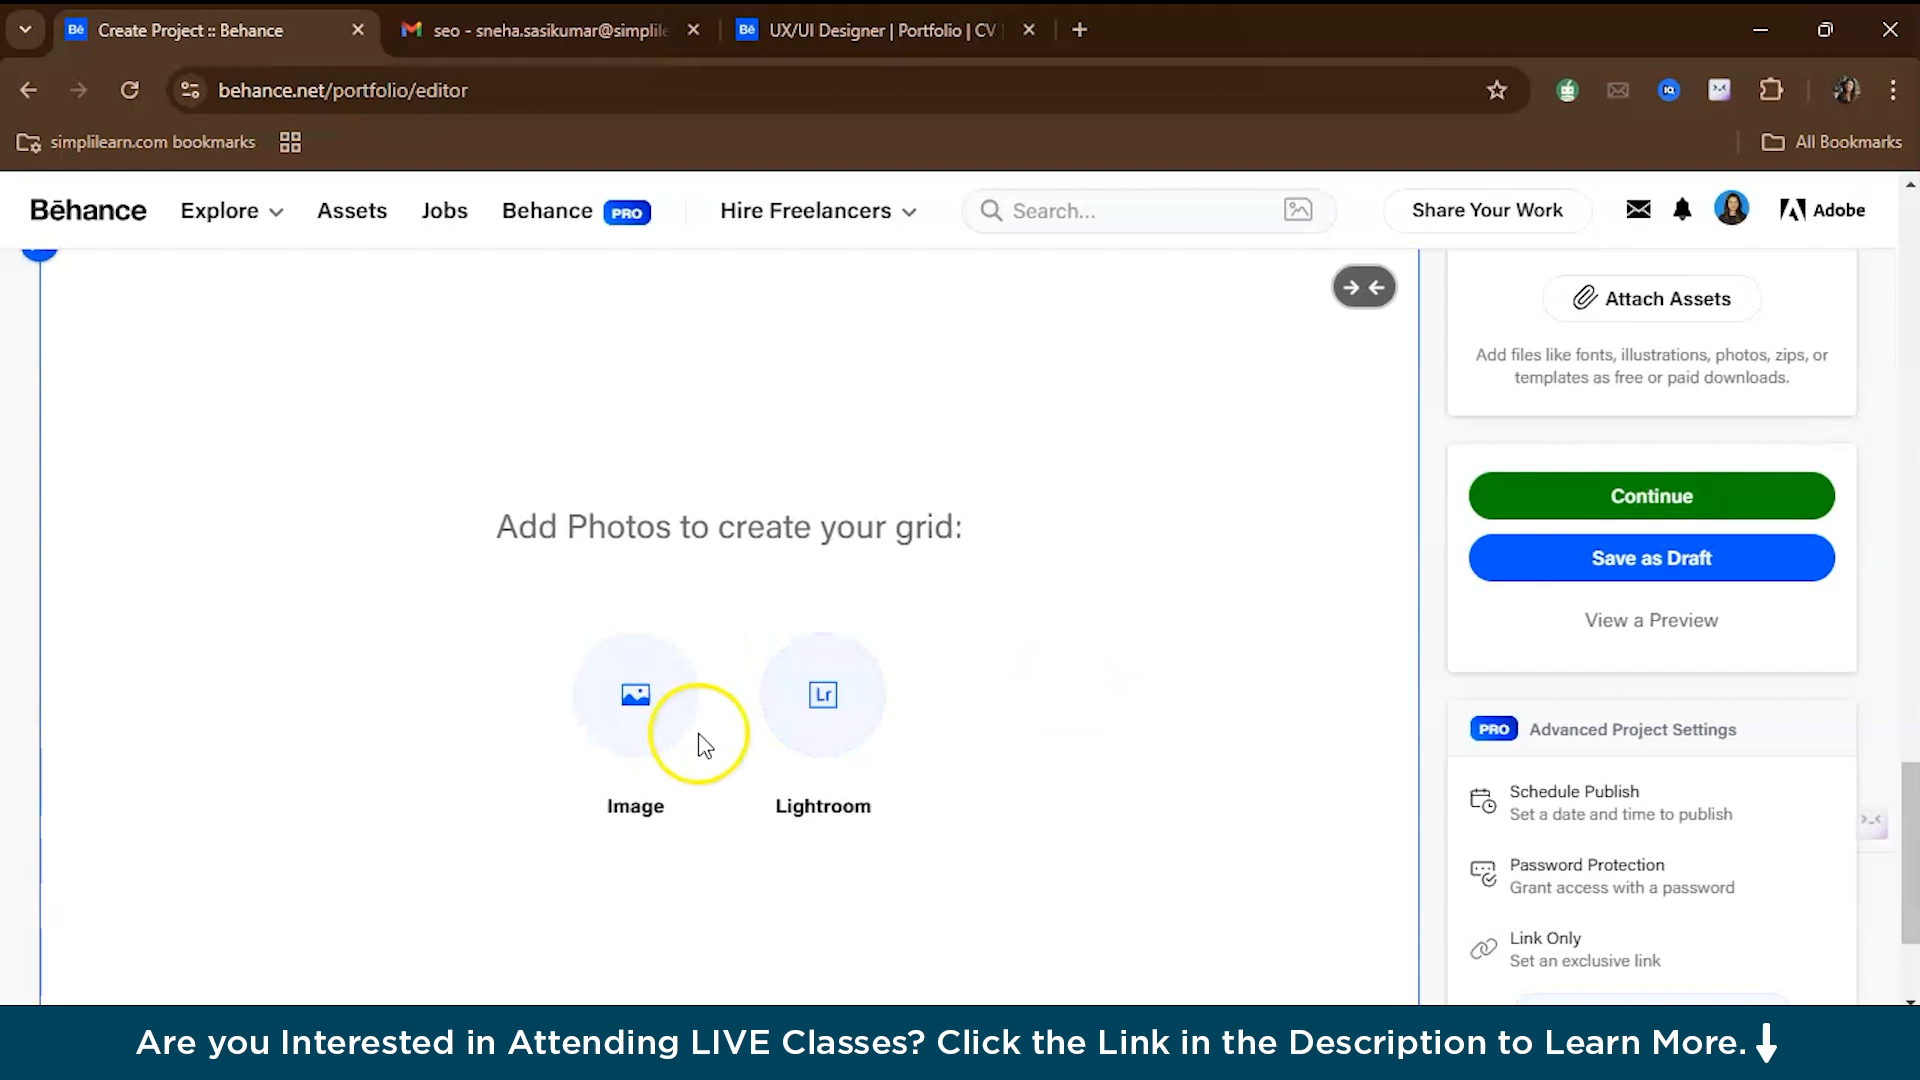 Create Project :: Behance
seo - sneha.sasikumar@simplile
UX/UI Designer | Portfolio | CV
behance.net/portfolio/editor
simplilearn.com bookmarks
All Bookmarks
Bēhance
Explore
Assets
Jobs
Behance PRO
Hire Freelancers
Search...
Share Your Work
Adobe
Attach Assets
Add files like fonts, illustrations, photos, zips, or
templates as free or paid downloads.
Continue
Save as Draft
View a Preview
Add Photos to create your grid:
Lr
Image
Lightroom
PRO Advanced Project Settings
Schedule Publish
Set a date and time to publish
Password Protection
Grant access with a password
Link Only
Set an exclusive link
Are you Interested in Attending LIVE Classes? Click the Link in the Description to Learn More.